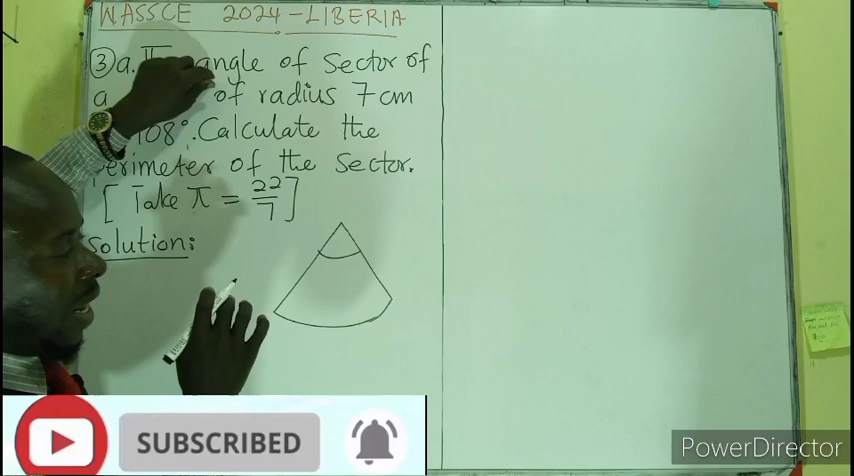 WASSCE 2024 - LIBERIA
③a. angle of sector of
a of radius 7cm
108°. Calculate the
perimeter of the sector.
[Take π = 22/7]
Solution:
SUBSCRIBED
PowerDirector